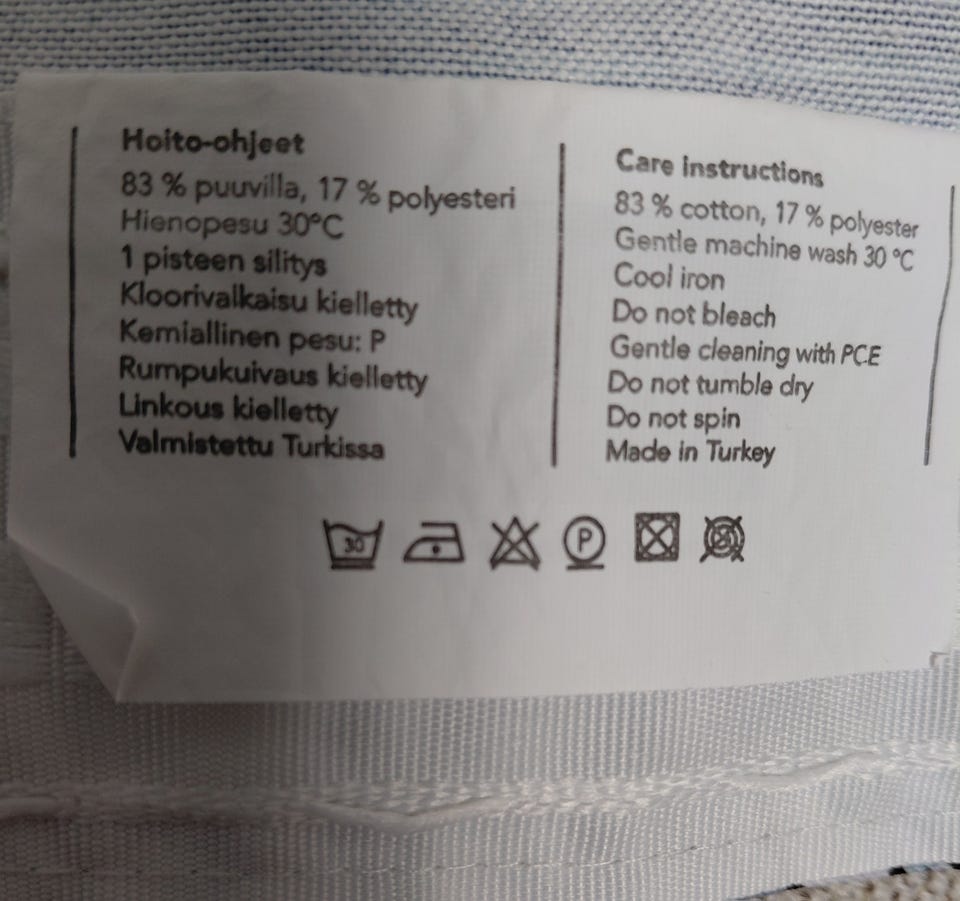 Hoito-ohjeet
83 % puuvilla, 17 % polyesteri
Hienopesu 30°C
1 pisteen silitys
Kloorivalkaisu kielletty
Kemiallinen pesu: P
Rumpukuivaus kielletty
Linkous kielletty
Valmistettu Turkissa
Care instructions
83 % cotton, 17 % polyester
Gentle machine wash 30 °C
Cool iron
Do not bleach
Gentle cleaning with PCE
Do not tumble dry
Do not spin
Made in Turkey
30 P